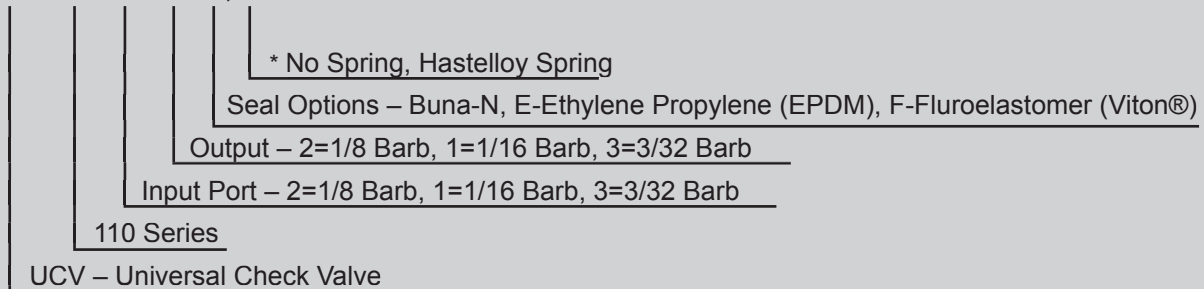 * No Spring, Hastelloy Spring
Seal Options – Buna-N, E-Ethylene Propylene (EPDM), F-Fluroelastomer (Viton®)
Output – 2=1/8 Barb, 1=1/16 Barb, 3=3/32 Barb
Input Port – 2=1/8 Barb, 1=1/16 Barb, 3=3/32 Barb
110 Series
UCV – Universal Check Valve